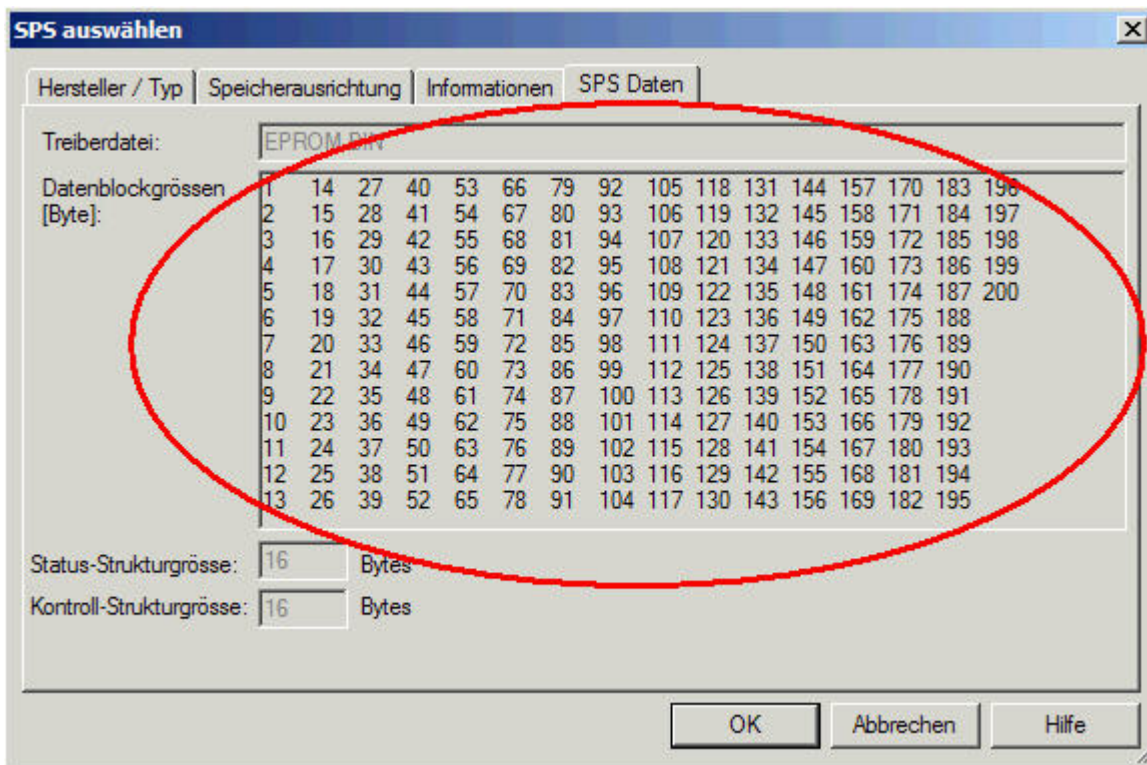 SPS auswählen
Hersteller / Typ Speicherausrichtung Informationen SPS Daten
Treiberdatei: EPROM.BIN
Datenblockgrössen [Byte]:
1 14 27 40 53 66 79 92 105 118 131 144 157 170 183 196
2 15 28 41 54 67 80 93 106 119 132 145 158 171 184 197
3 16 29 42 55 68 81 94 107 120 133 146 159 172 185 198
4 17 30 43 56 69 82 95 108 121 134 147 160 173 186 199
5 18 31 44 57 70 83 96 109 122 135 148 161 174 187 200
6 19 32 45 58 71 84 97 110 123 136 149 162 175 188
7 20 33 46 59 72 85 98 111 124 137 150 163 176 189
8 21 34 47 60 73 86 99 112 125 138 151 164 177 190
9 22 35 48 61 74 87 100 113 126 139 152 165 178 191
10 23 36 49 62 75 88 101 114 127 140 153 166 179 192
11 24 37 50 63 76 89 102 115 128 141 154 167 180 193
12 25 38 51 64 77 90 103 116 129 142 155 168 181 194
13 26 39 52 65 78 91 104 117 130 143 156 169 182 195
Status-Strukturgrösse: 16 Bytes
Kontroll-Strukturgrösse: 16 Bytes
OK Abbrechen Hilfe